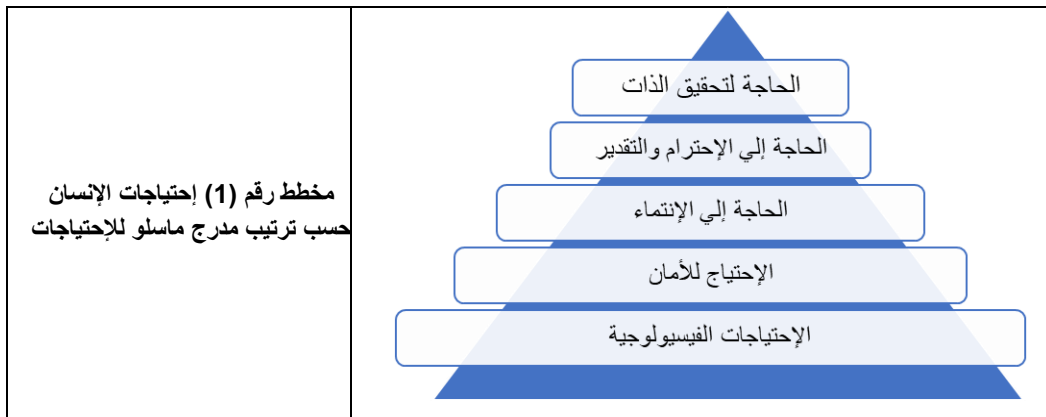 الحاجة لتحقيق الذات
الحاجة إلي الإحترام والتقدير
الحاجة إلي الإنتماء
الإحتياج للأمان
الإحتياجات الفيسيولوجية
مخطط رقم (1) إحتياجات الإنسان
حسب ترتيب مدرج ماسلو للإحتياجات